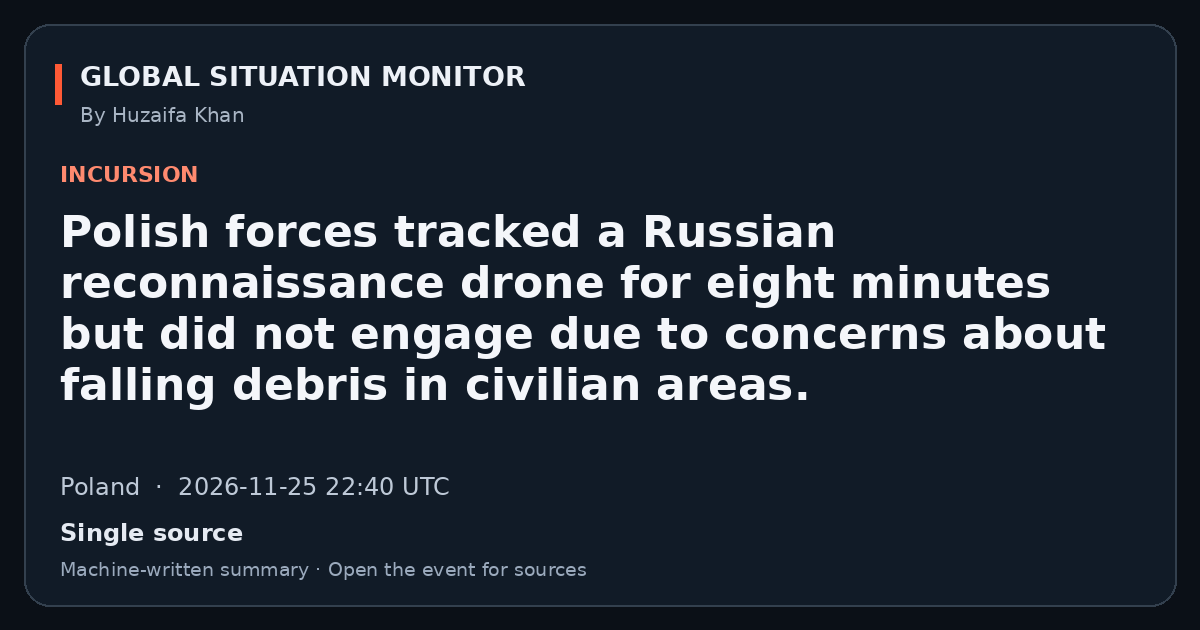 GLOBAL SITUATION MONITOR
By Huzaifa Khan
INCURSION
Polish forces tracked a Russian
reconnaissance drone for eight minutes
but did not engage due to concerns about
falling debris in civilian areas.
Poland · 2026-11-25 22:40 UTC
Single source
Machine-written summary · Open the event for sources